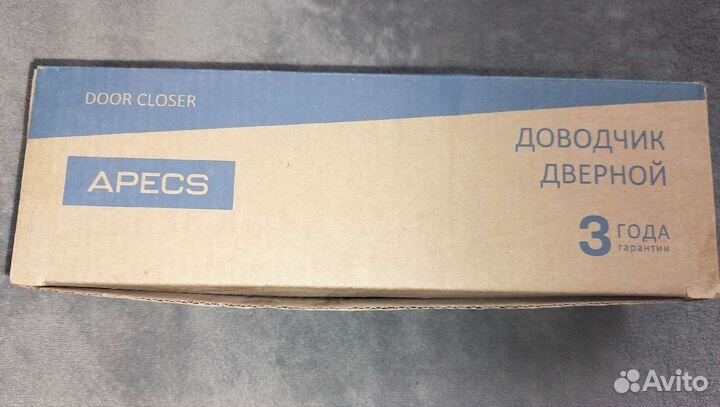 DOOR CLOSER
APECS®
ДОВОДЧИК
ДВЕРНОЙ
3 ГОДА
гарантии
Avito